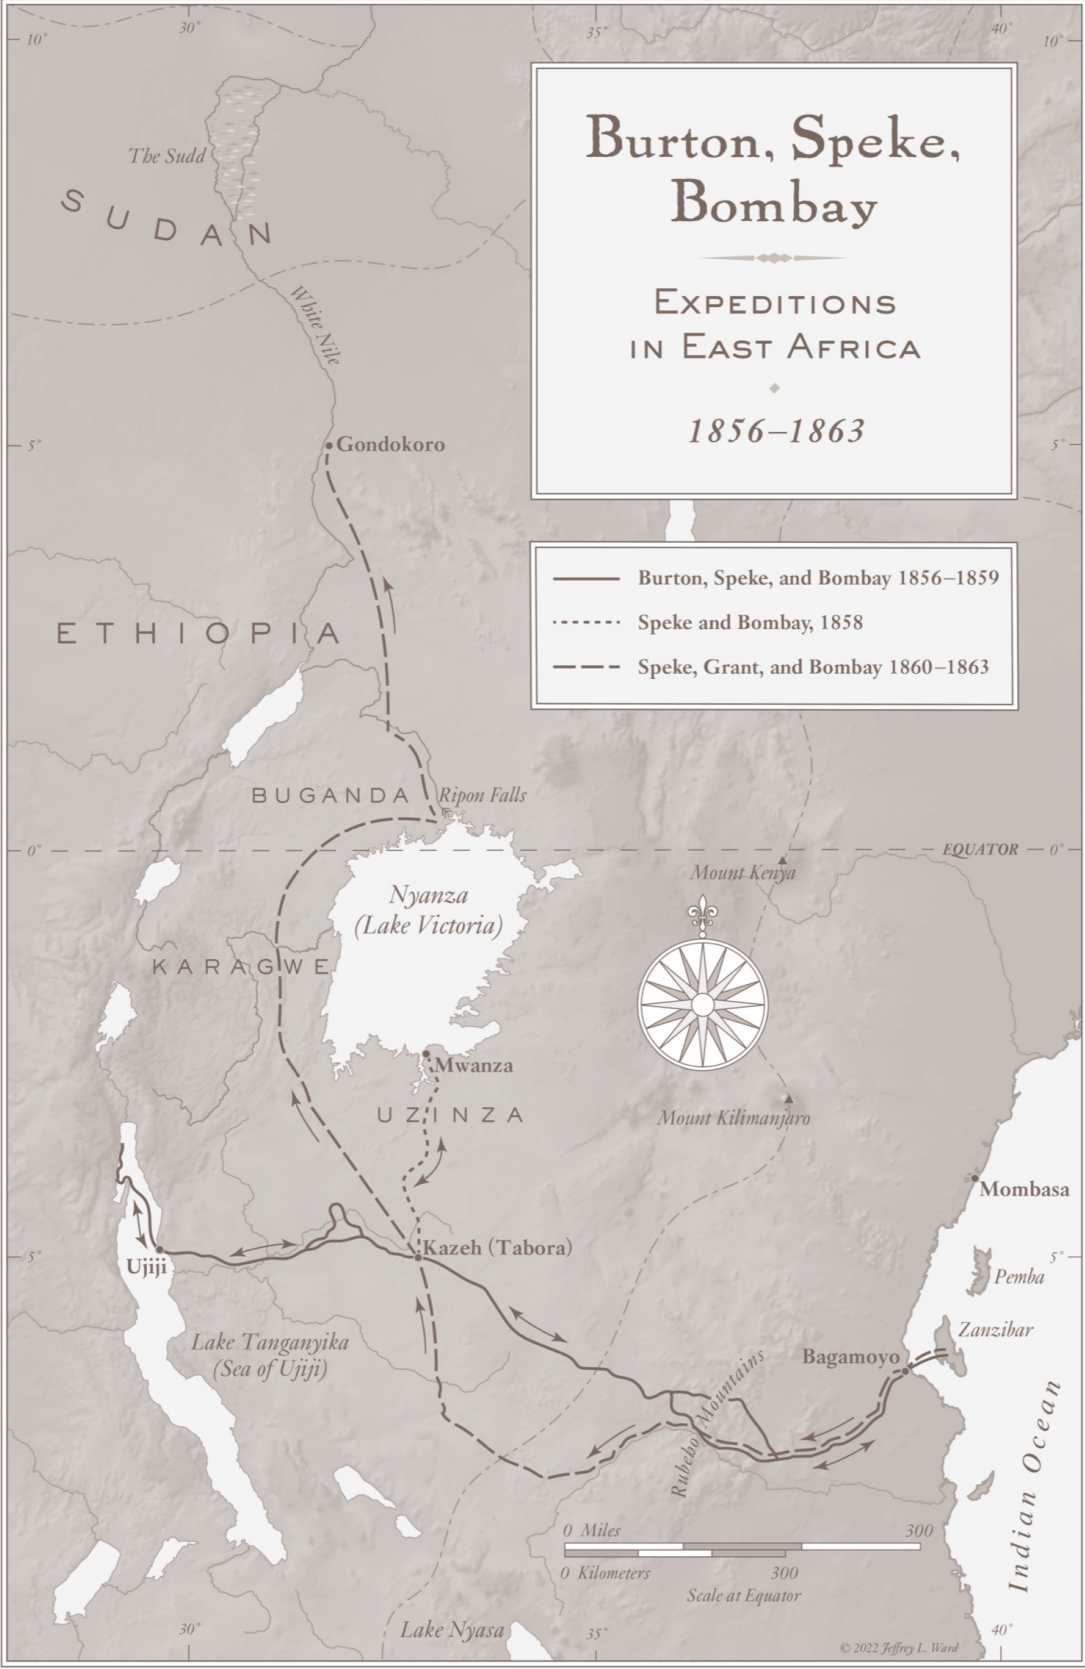 30°
35°
40°
10°
10°
Burton, Speke,
Bombay
Expeditions
in East Africa
1856–1863
The Sudd
SUDAN
White Nile
5°
Gondokoro
5°
Burton, Speke, and Bombay 1856–1859
Speke and Bombay, 1858
Speke, Grant, and Bombay 1860–1863
ETHIOPIA
BUGANDA
Ripon Falls
0°
EQUATOR
0°
Mount Kenya
Nyanza
(Lake Victoria)
KARAGWE
Mwanza
UZINZA
Mount Kilimanjaro
Mombasa
5°
Ujiji
Kazeh (Tabora)
5°
Pemba
Zanzibar
Lake Tanganyika
(Sea of Ujiji)
Bagamoyo
Rubeho Mountains
Indian Ocean
0 Miles 300
0 Kilometers 300
Scale at Equator
30°
Lake Nyasa
35°
40°
© 2022 Jeffrey L. Ward